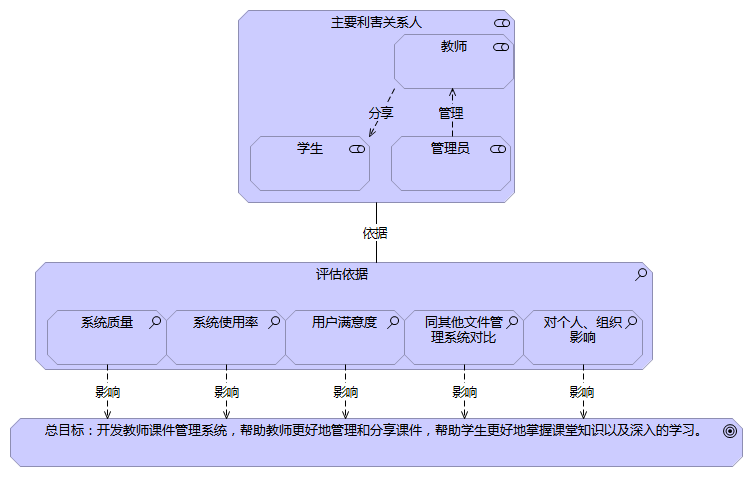 主要利害关系人
教师
分享
管理
学生
管理员
依据
评估依据
系统质量
系统使用率
用户满意度
同其他文件管
理系统对比
对个人、组织
影响
影响
影响
影响
影响
影响
总目标：开发教师课件管理系统，帮助教师更好地管理和分享课件，帮助学生更好地掌握课堂知识以及深入的学习。